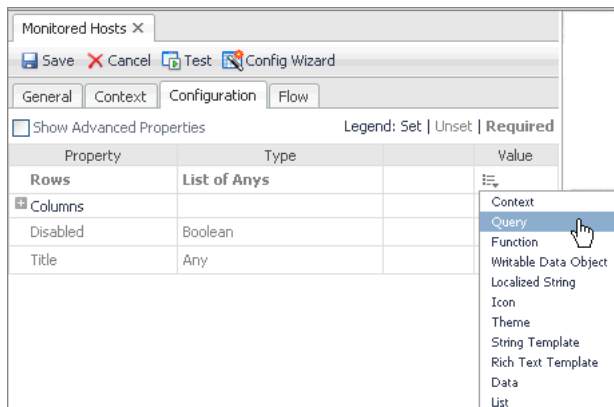 Monitored Hosts
Save Cancel Test Config Wizard
General Context Configuration Flow
Show Advanced Properties Legend: Set | Unset | Required
Property Type Value
Rows List of Anys
Columns
Disabled Boolean
Title Any
Context
Query
Function
Writable Data Object
Localized String
Icon
Theme
String Template
Rich Text Template
Data
List